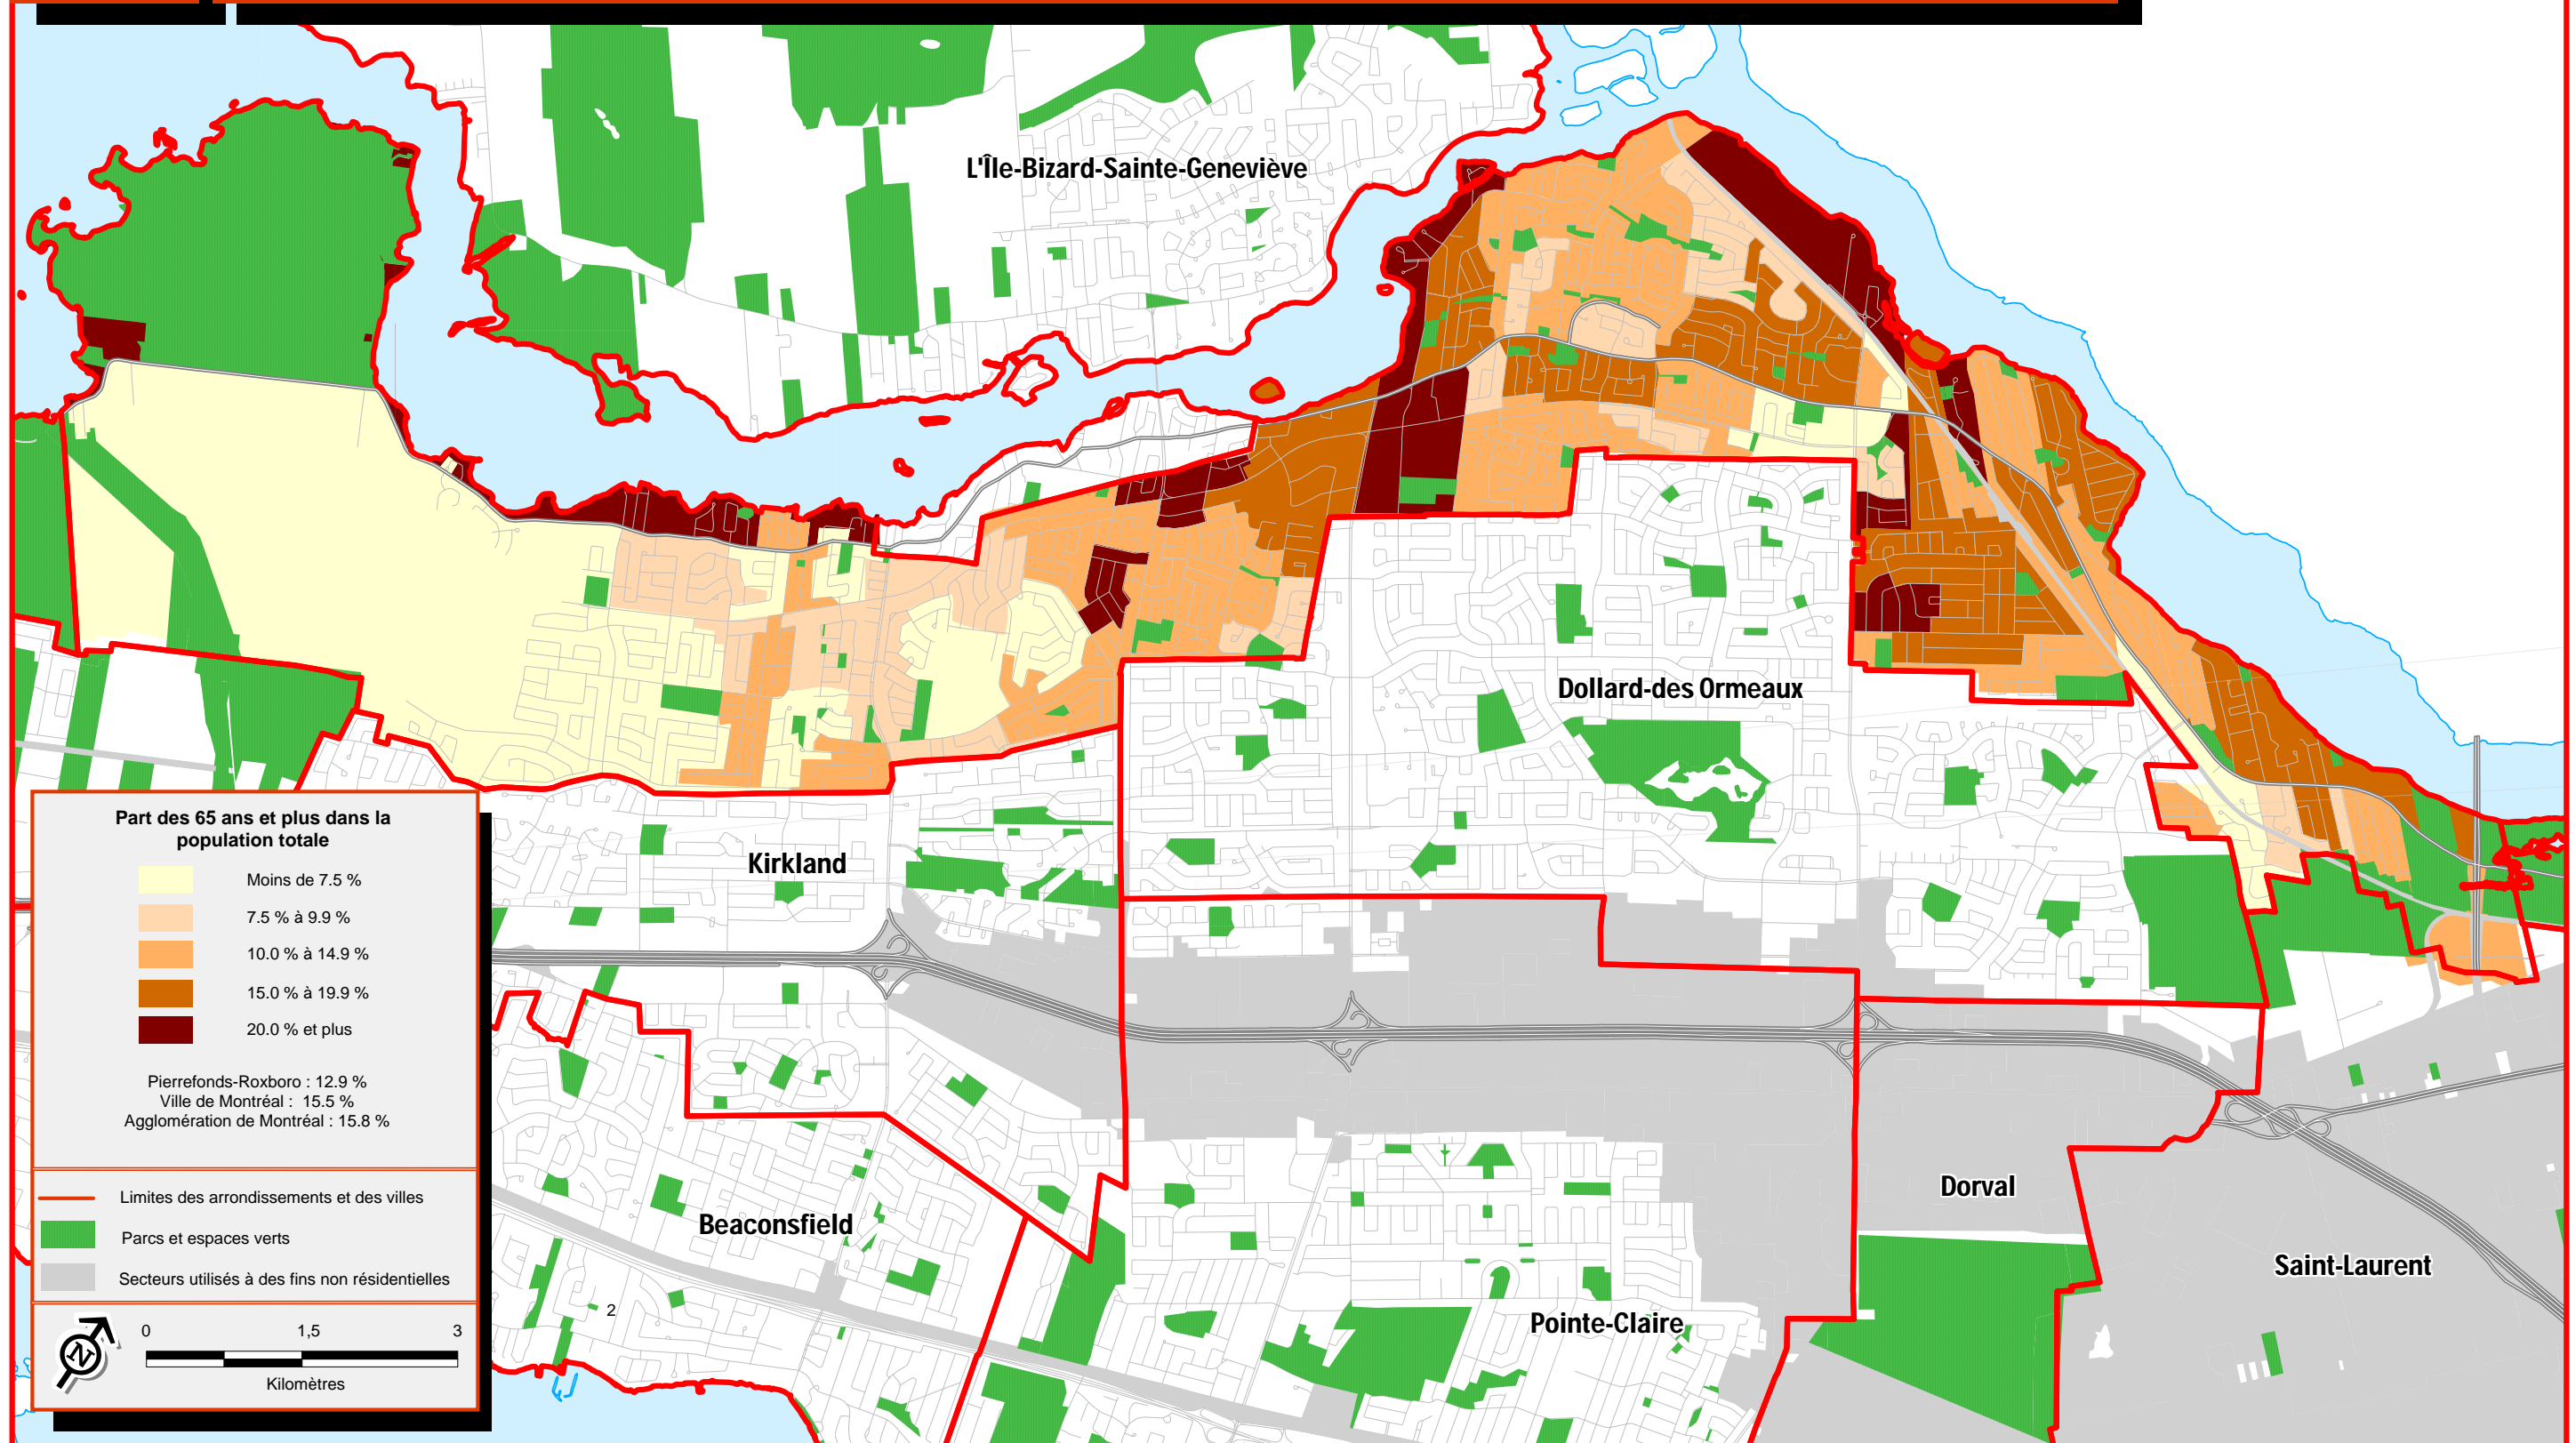 L'Île-Bizard-Sainte-Geneviève
Dollard-des Ormeaux
Kirkland
Beaconsfield
Pointe-Claire
Dorval
Saint-Laurent
2
Part des 65 ans et plus dans la
population totale
Moins de 7.5 %
7.5 % à 9.9 %
10.0 % à 14.9 %
15.0 % à 19.9 %
20.0 % et plus
Pierrefonds-Roxboro : 12.9 %
Ville de Montréal : 15.5 %
Agglomération de Montréal : 15.8 %
Limites des arrondissements et des villes
Parcs et espaces verts
Secteurs utilisés à des fins non résidentielles
N
0 1,5 3
Kilomètres